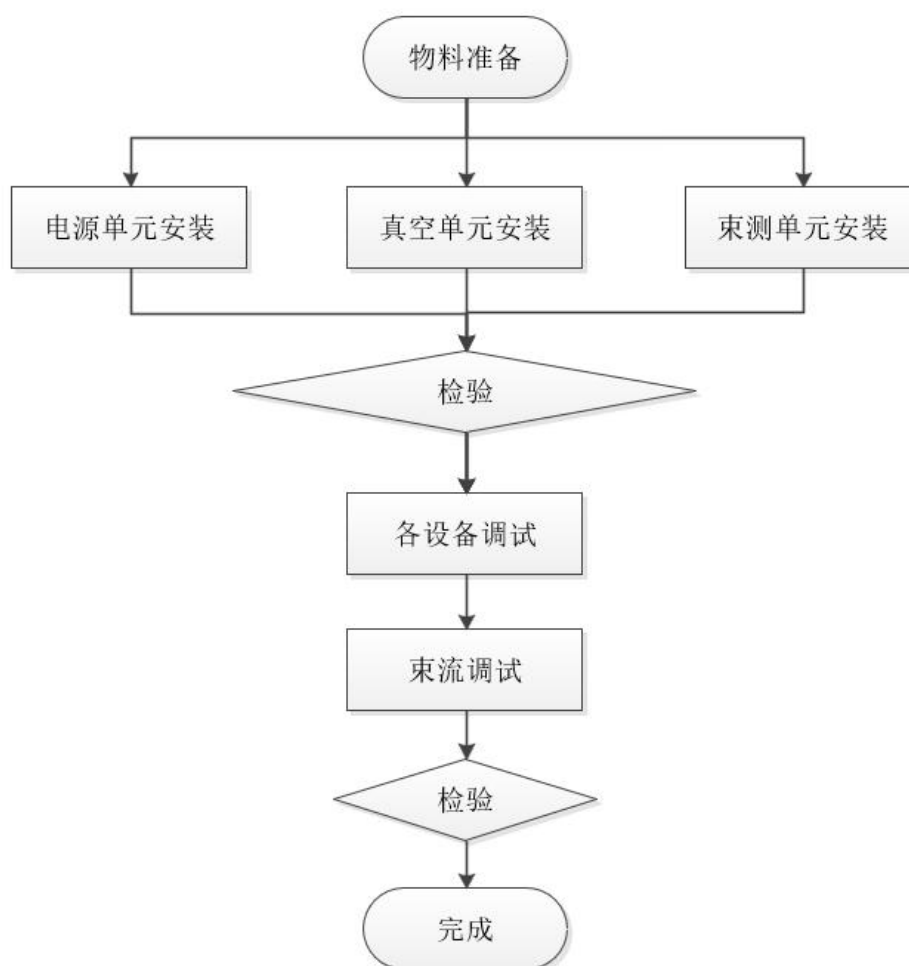 物料准备
电源单元安装
真空单元安装
束测单元安装
检验
各设备调试
束流调试
检验
完成